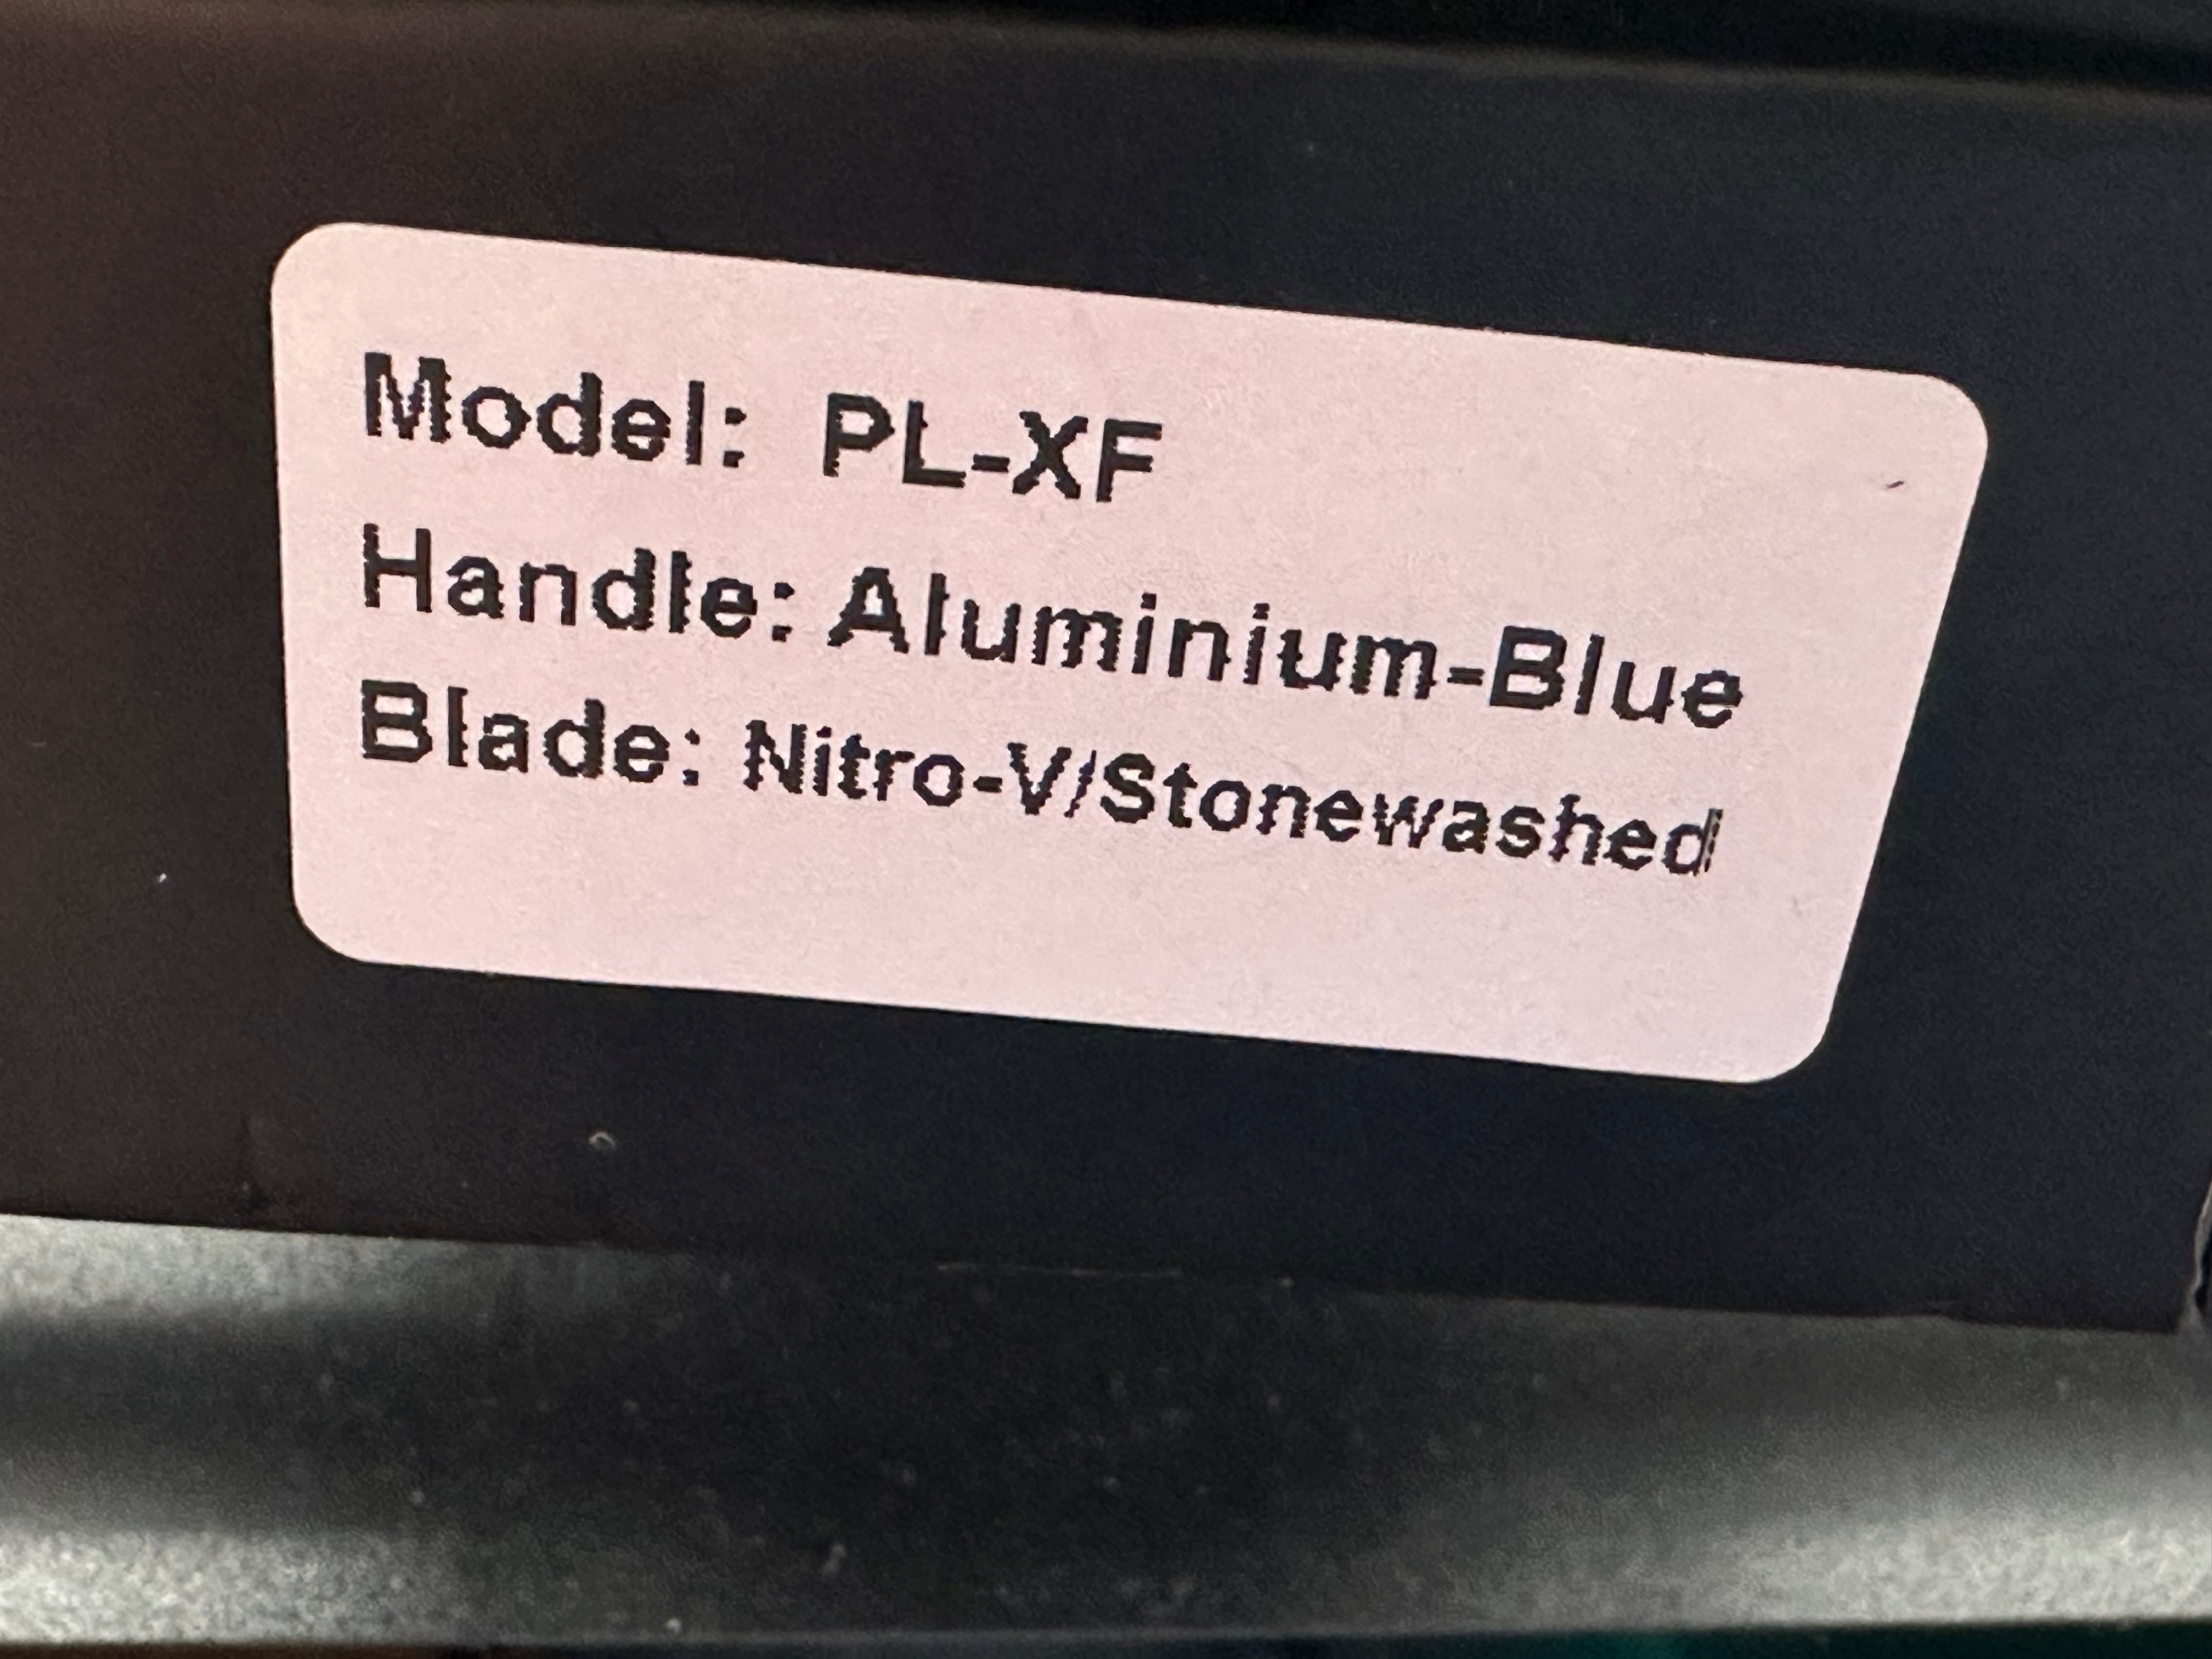 Model: PL-XF
Handle: Aluminium-Blue
Blade: Nitro-V/Stonewashed